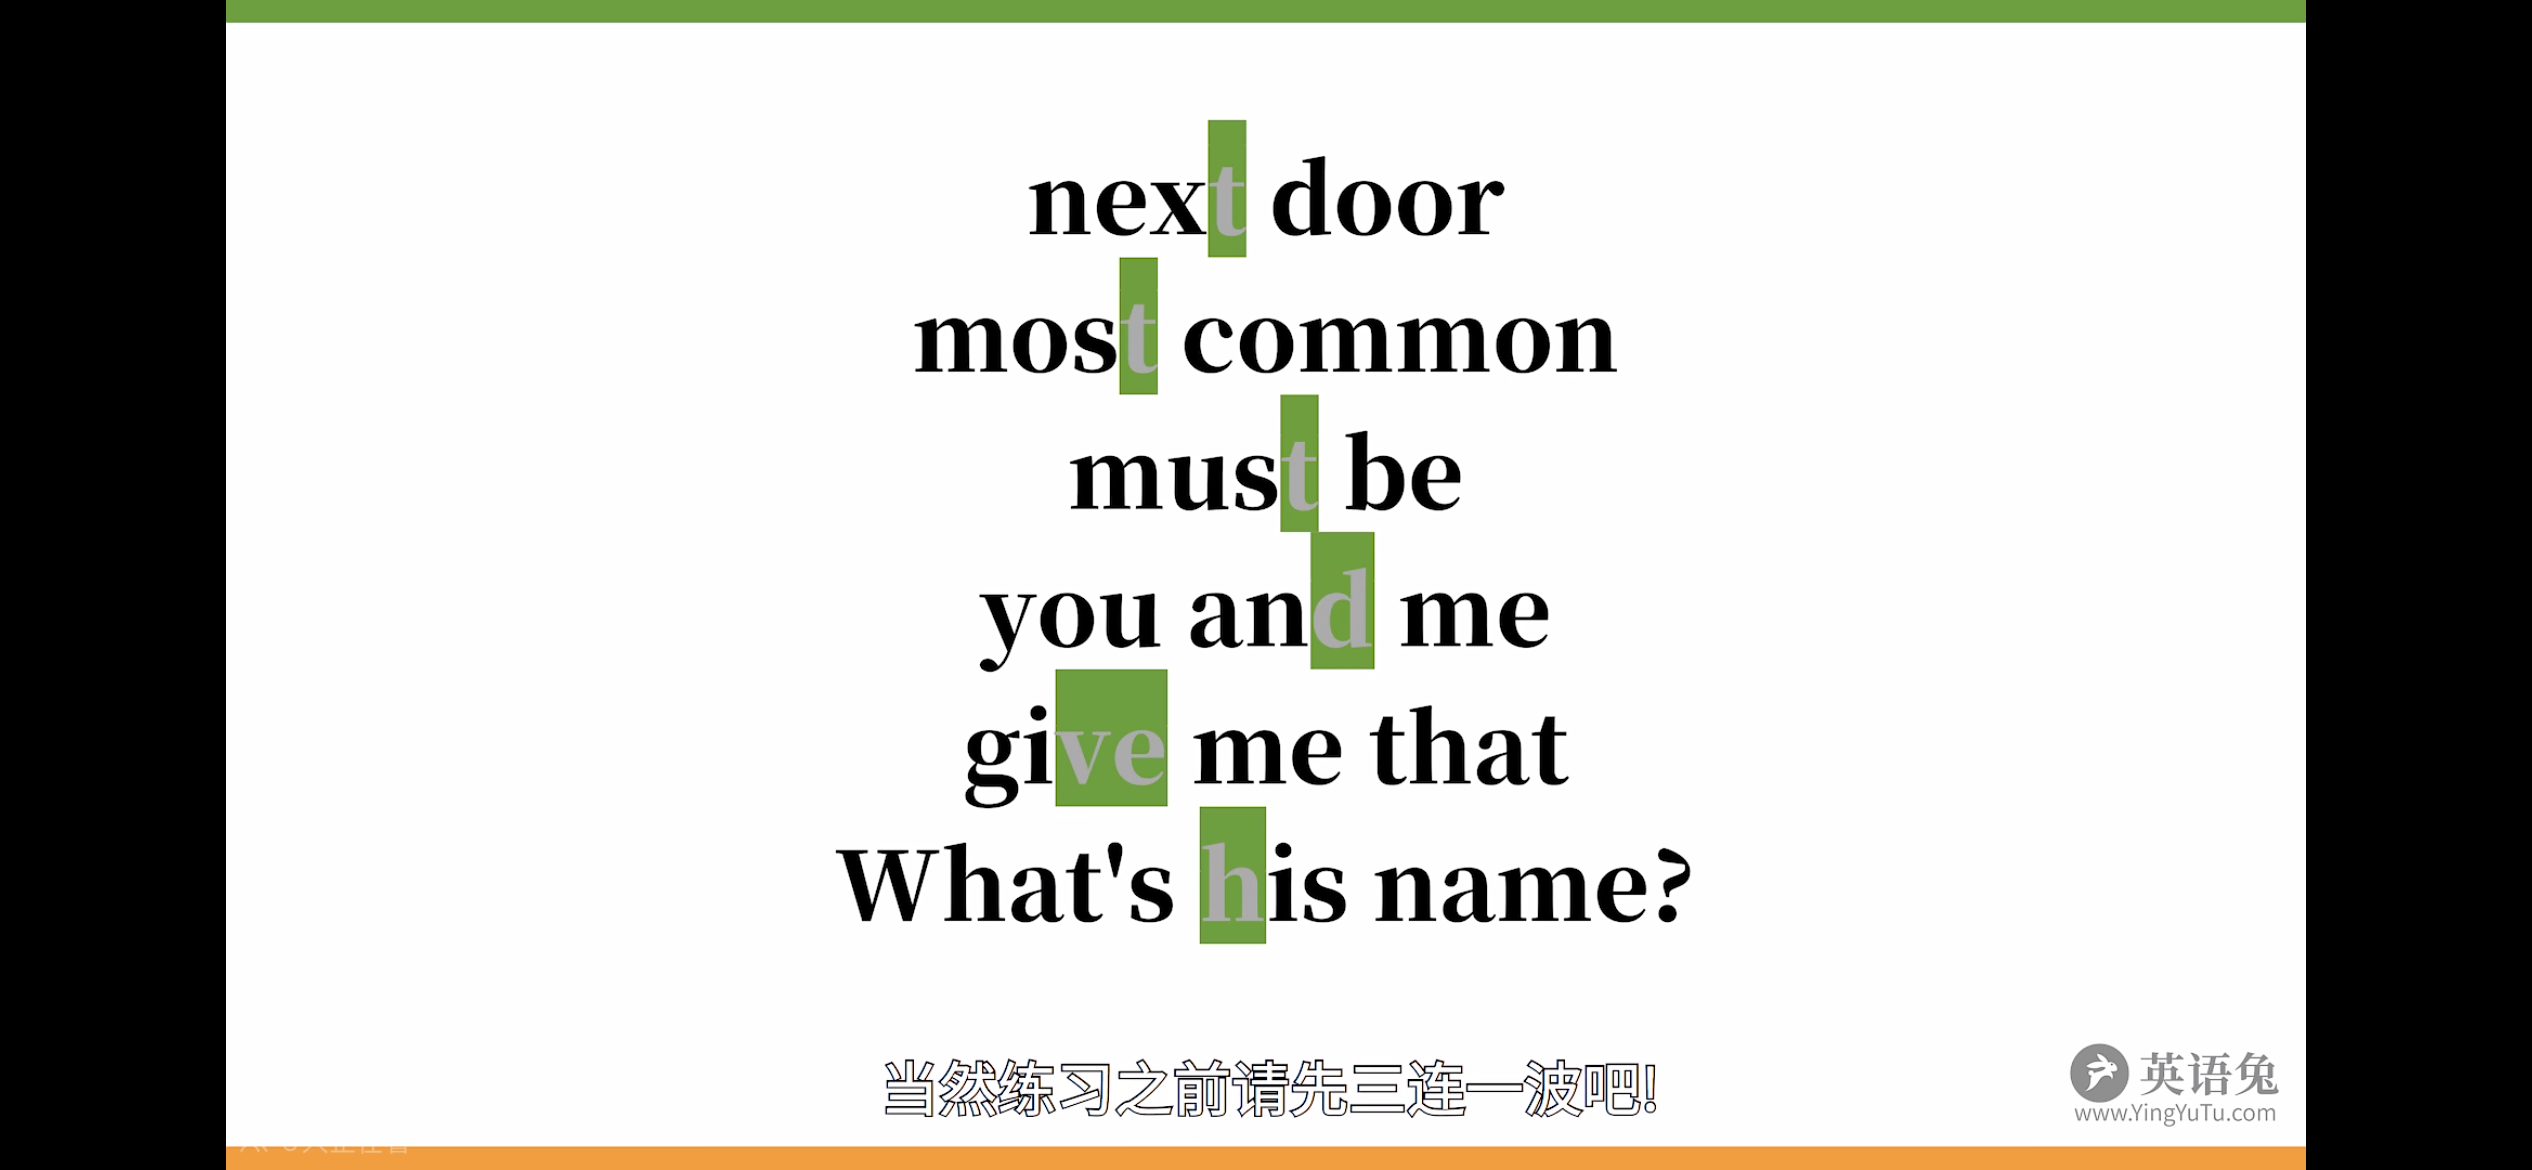 next door
most common
must be
you and me
give me that
What's his name?
当然练习之前请先三连一波吧!
英语兔
www.YingYuTu.com